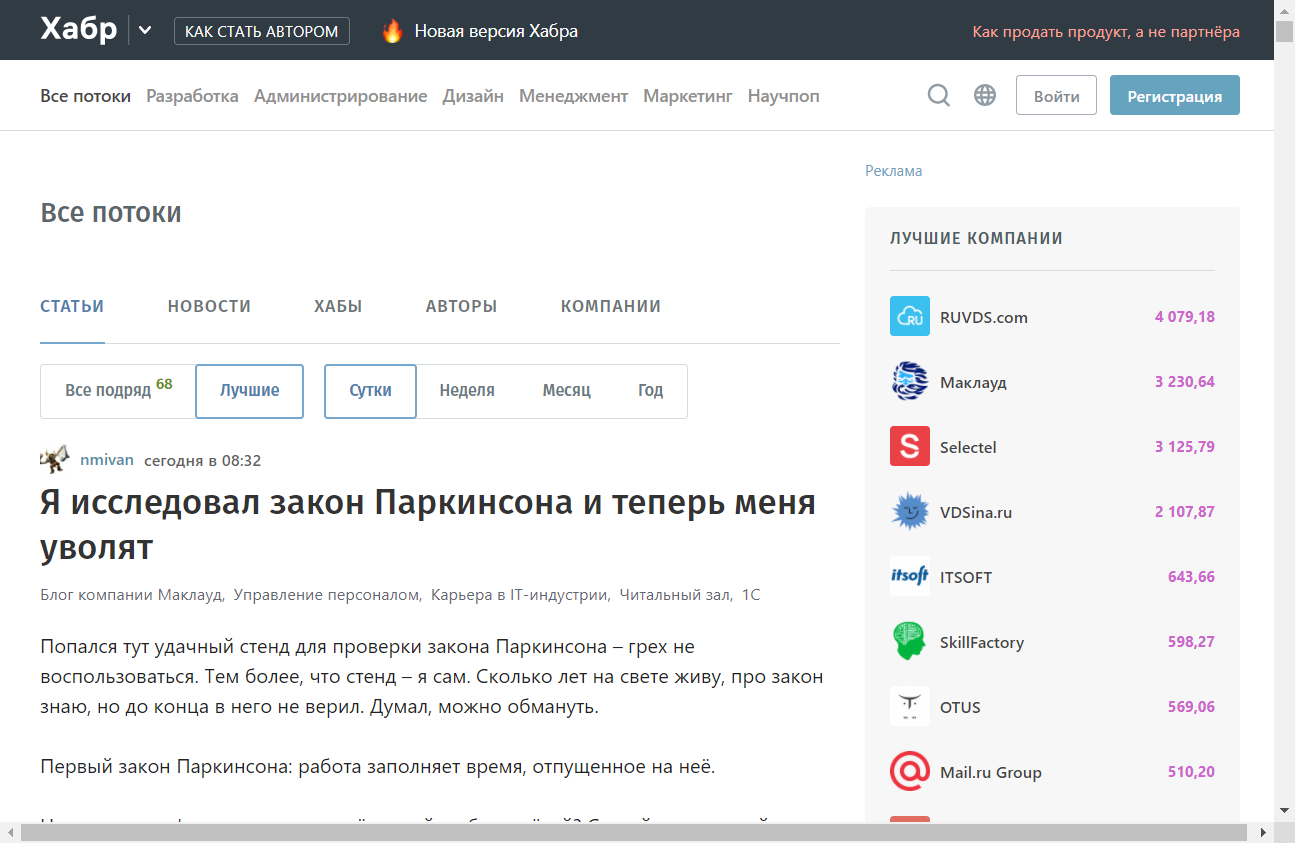 Хабр
КАК СТАТЬ АВТОРОМ
Новая версия Хабра
Как продать продукт, а не партнёра
Все потоки Разработка Администрирование Дизайн Менеджмент Маркетинг Научпоп
Войти
Регистрация
Все потоки
СТАТЬИ НОВОСТИ ХАБЫ АВТОРЫ КОМПАНИИ
Все подряд 68 Лучшие Сутки Неделя Месяц Год
nmivan сегодня в 08:32
Я исследовал закон Паркинсона и теперь меня
уволят
Блог компании Маклауд, Управление персоналом, Карьера в IT-индустрии, Читальный зал, 1С
Попался тут удачный стенд для проверки закона Паркинсона – грех не
воспользоваться. Тем более, что стенд – я сам. Сколько лет на свете живу, про закон
знаю, но до конца в него не верил. Думал, можно обмануть.
Первый закон Паркинсона: работа заполняет время, отпущенное на неё.
Реклама
ЛУЧШИЕ КОМПАНИИ
RU
RUVDS.com 4 079,18
Маклауд 3 230,64
S
Selectel 3 125,79
VDSina.ru 2 107,87
itsoft
ITSOFT 643,66
SkillFactory 598,27
OTUS 569,06
@
Mail.ru Group 510,20